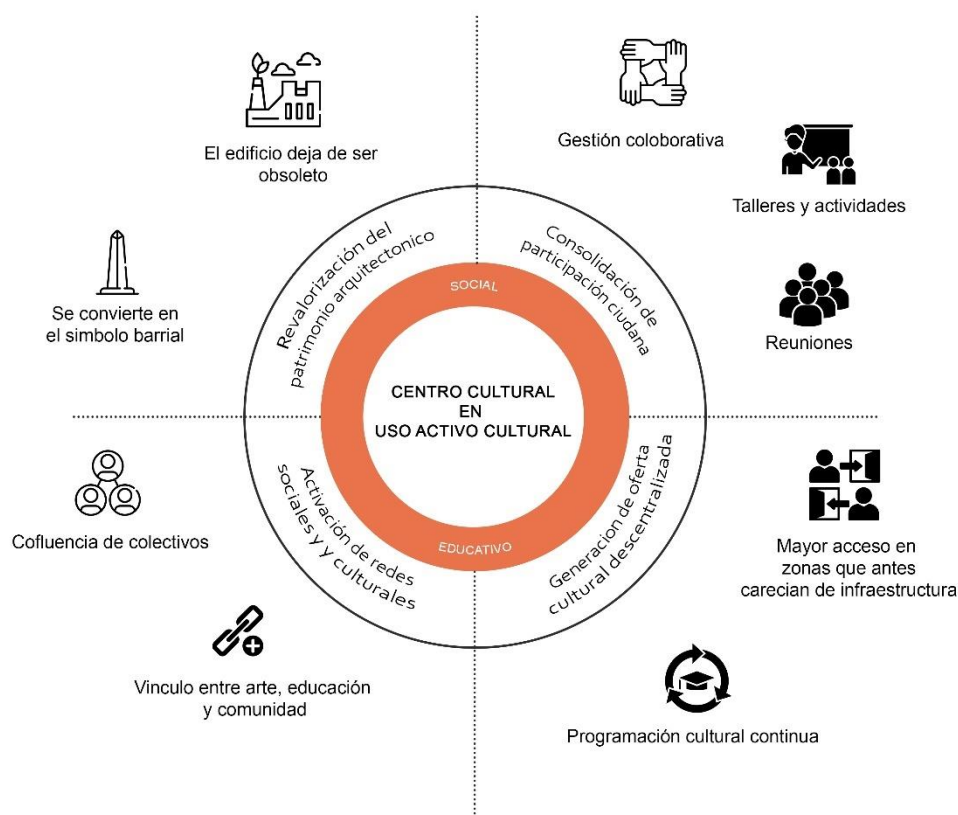 El edificio deja de ser
obsoleto
Gestión coloborativa
Talleres y actividades
Se convierte en
el simbolo barrial
Reuniones
Revalorización del
patrimonio arquitectonico
Consolidación de
participación ciudana
SOCIAL
CENTRO CULTURAL
EN
USO ACTIVO CULTURAL
EDUCATIVO
Activación de redes
sociales y y culturales
Generacion de oferta
cultural descentralizada
Cofluencia de colectivos
Mayor acceso en
zonas que antes
carecian de infraestructura
Vinculo entre arte, educación
y comunidad
Programación cultural continua